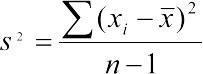 s² = ∑(xᵢ − x̄)² / n − 1